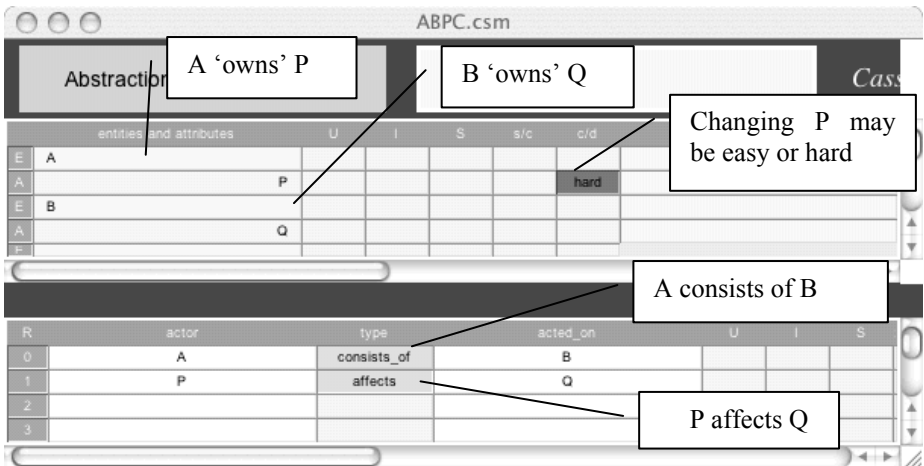 ABPC.csm
Abstraction
A ‘owns’ P
B ‘owns’ Q
Cass
entities and attributes U I S s/c c/d
Changing P may
be easy or hard
E A
A P hard
E B
A Q
E
A consists of B
R actor type acted_on U I S
0 A consists_of B
1 P affects Q
2
3
P affects Q